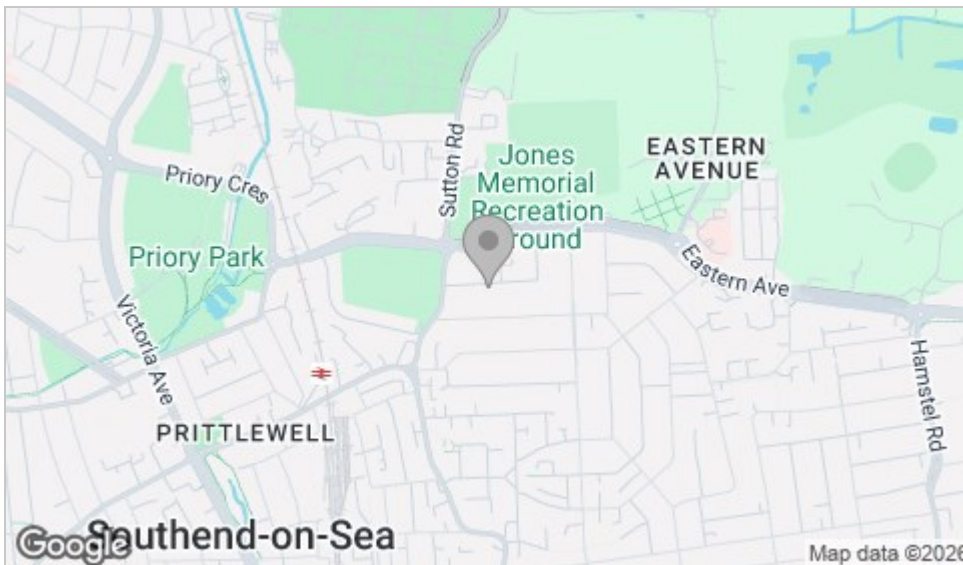 Sutton Rd
Jones
Memorial
Recreation
Ground
EASTERN
AVENUE
Priory Cres
Priory Park
Eastern Ave
Victoria Ave
Hamstel Rd
PRITTLEWELL
Southend-on-Sea
Google
Map data ©2026